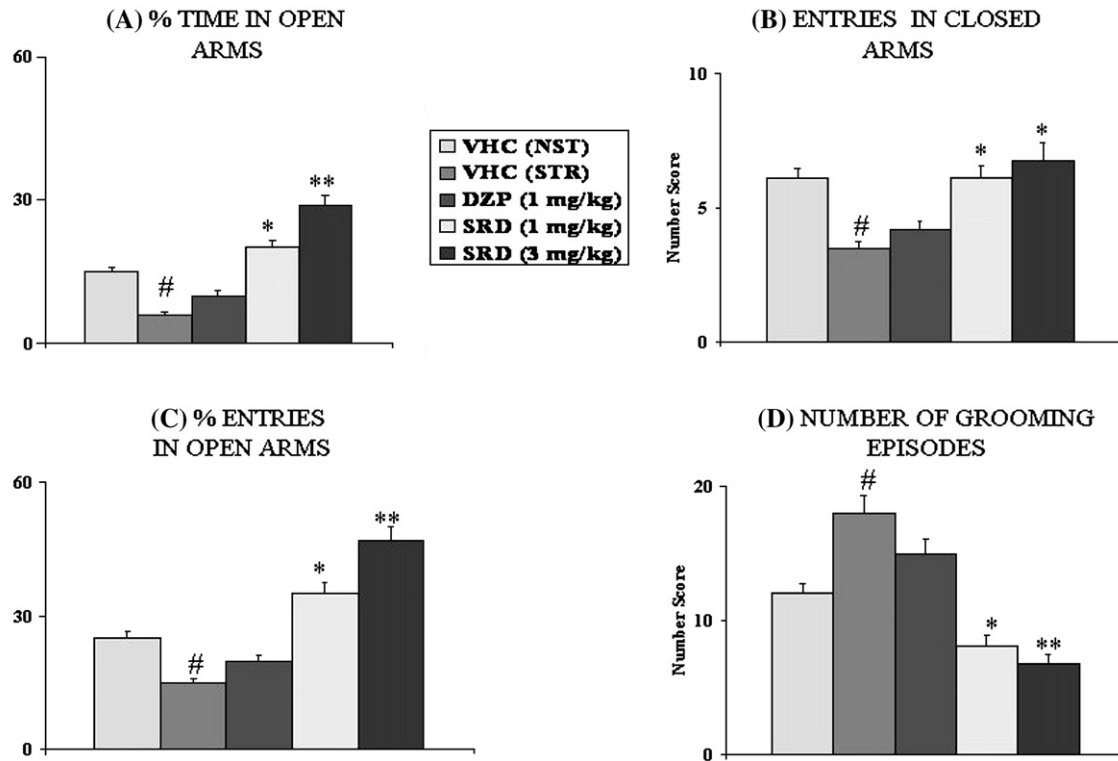 (A) % TIME IN OPEN
ARMS
60
30
0
#
*
**
VHC (NST)
VHC (STR)
DZP (1 mg/kg)
SRD (1 mg/kg)
SRD (3 mg/kg)
(B) ENTRIES IN CLOSED
ARMS
10
5
0
Number Score
#
*
*
(C) % ENTRIES
IN OPEN ARMS
60
30
0
#
*
**
(D) NUMBER OF GROOMING
EPISODES
20
10
0
Number Score
#
*
**